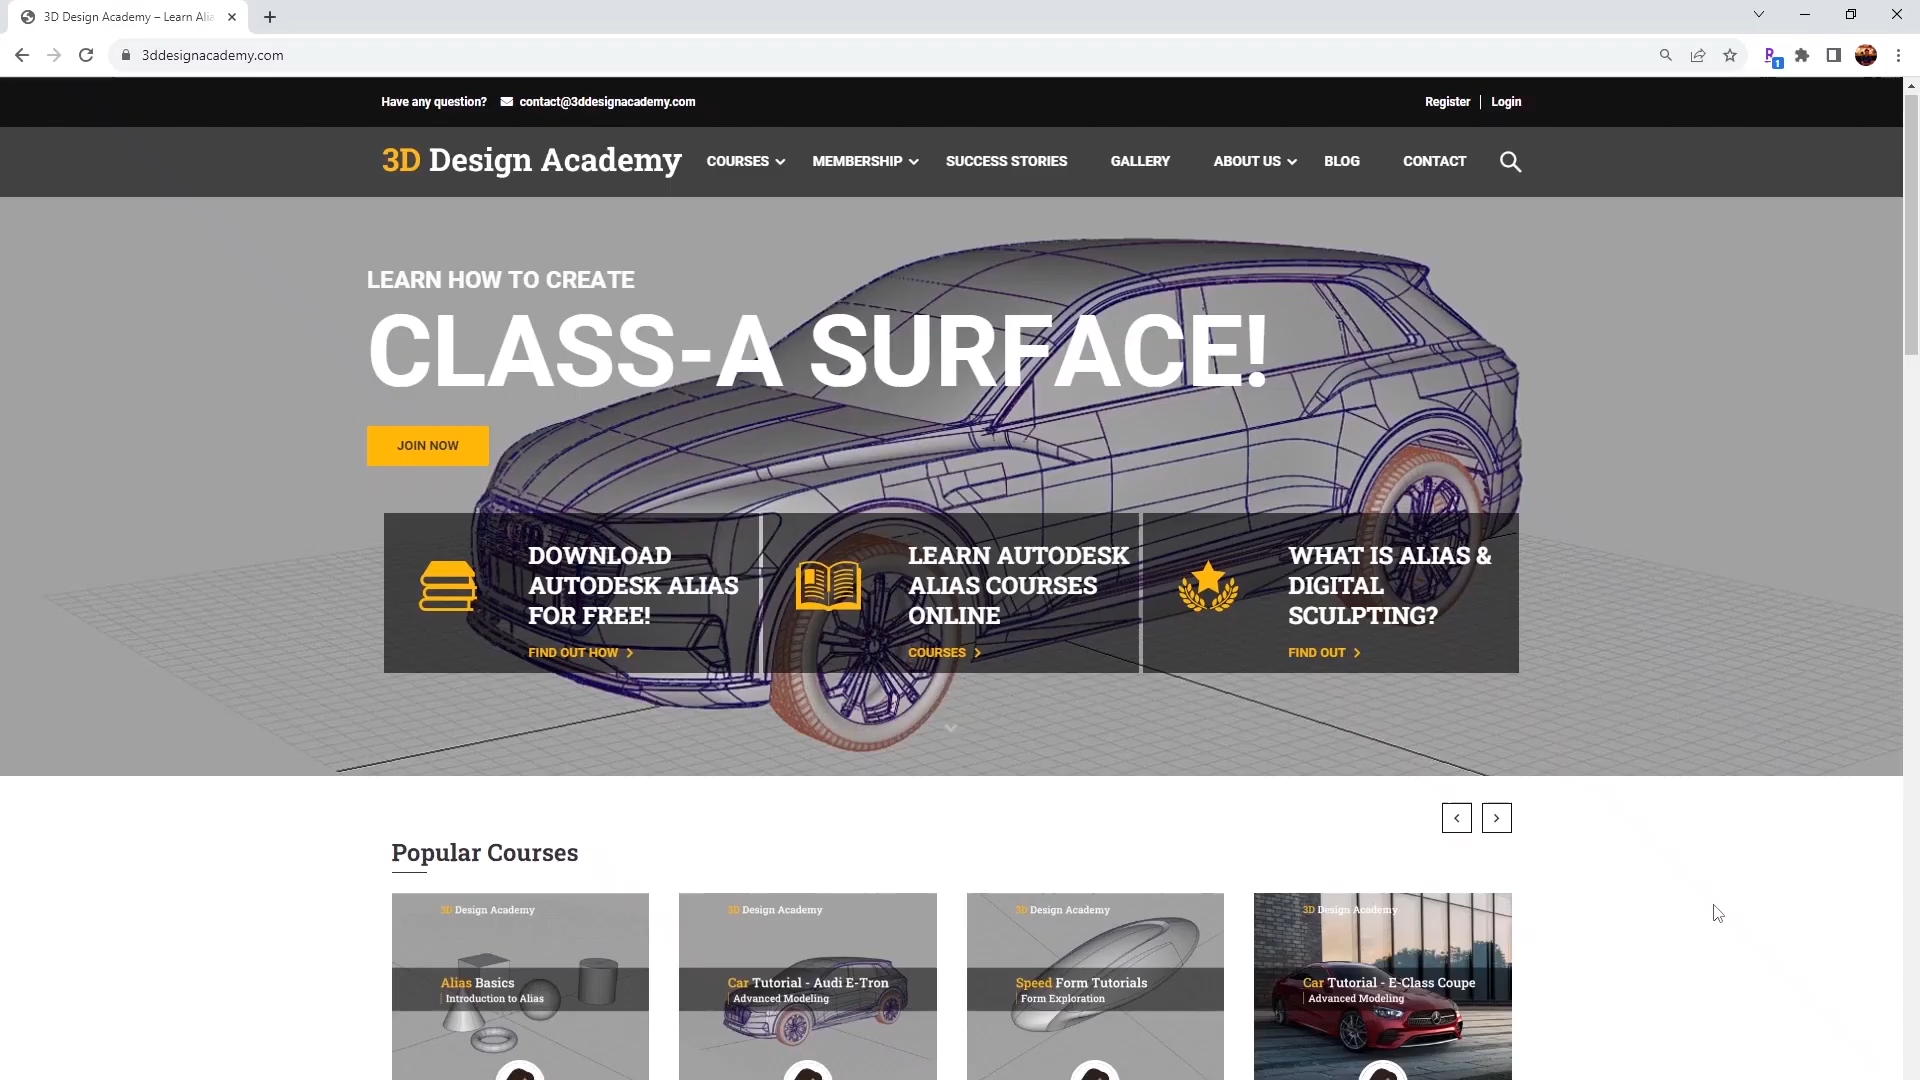 3D Design Academy – Learn Alia
3ddesignacademy.com
1
Have any question? contact@3ddesignacademy.com
Register Login
3D Design Academy
COURSES MEMBERSHIP SUCCESS STORIES GALLERY ABOUT US BLOG CONTACT
LEARN HOW TO CREATE
CLASS-A SURFACE!
JOIN NOW
DOWNLOAD
AUTODESK ALIAS
FOR FREE!
FIND OUT HOW
LEARN AUTODESK
ALIAS COURSES
ONLINE
COURSES
WHAT IS ALIAS &
DIGITAL
SCULPTING?
FIND OUT
Popular Courses
3D Design Academy
Alias Basics
Introduction to Alias
3D Design Academy
Car Tutorial - Audi E-Tron
Advanced Modeling
3D Design Academy
Speed Form Tutorials
Form Exploration
3D Design Academy
Car Tutorial - E-Class Coupe
Advanced Modeling